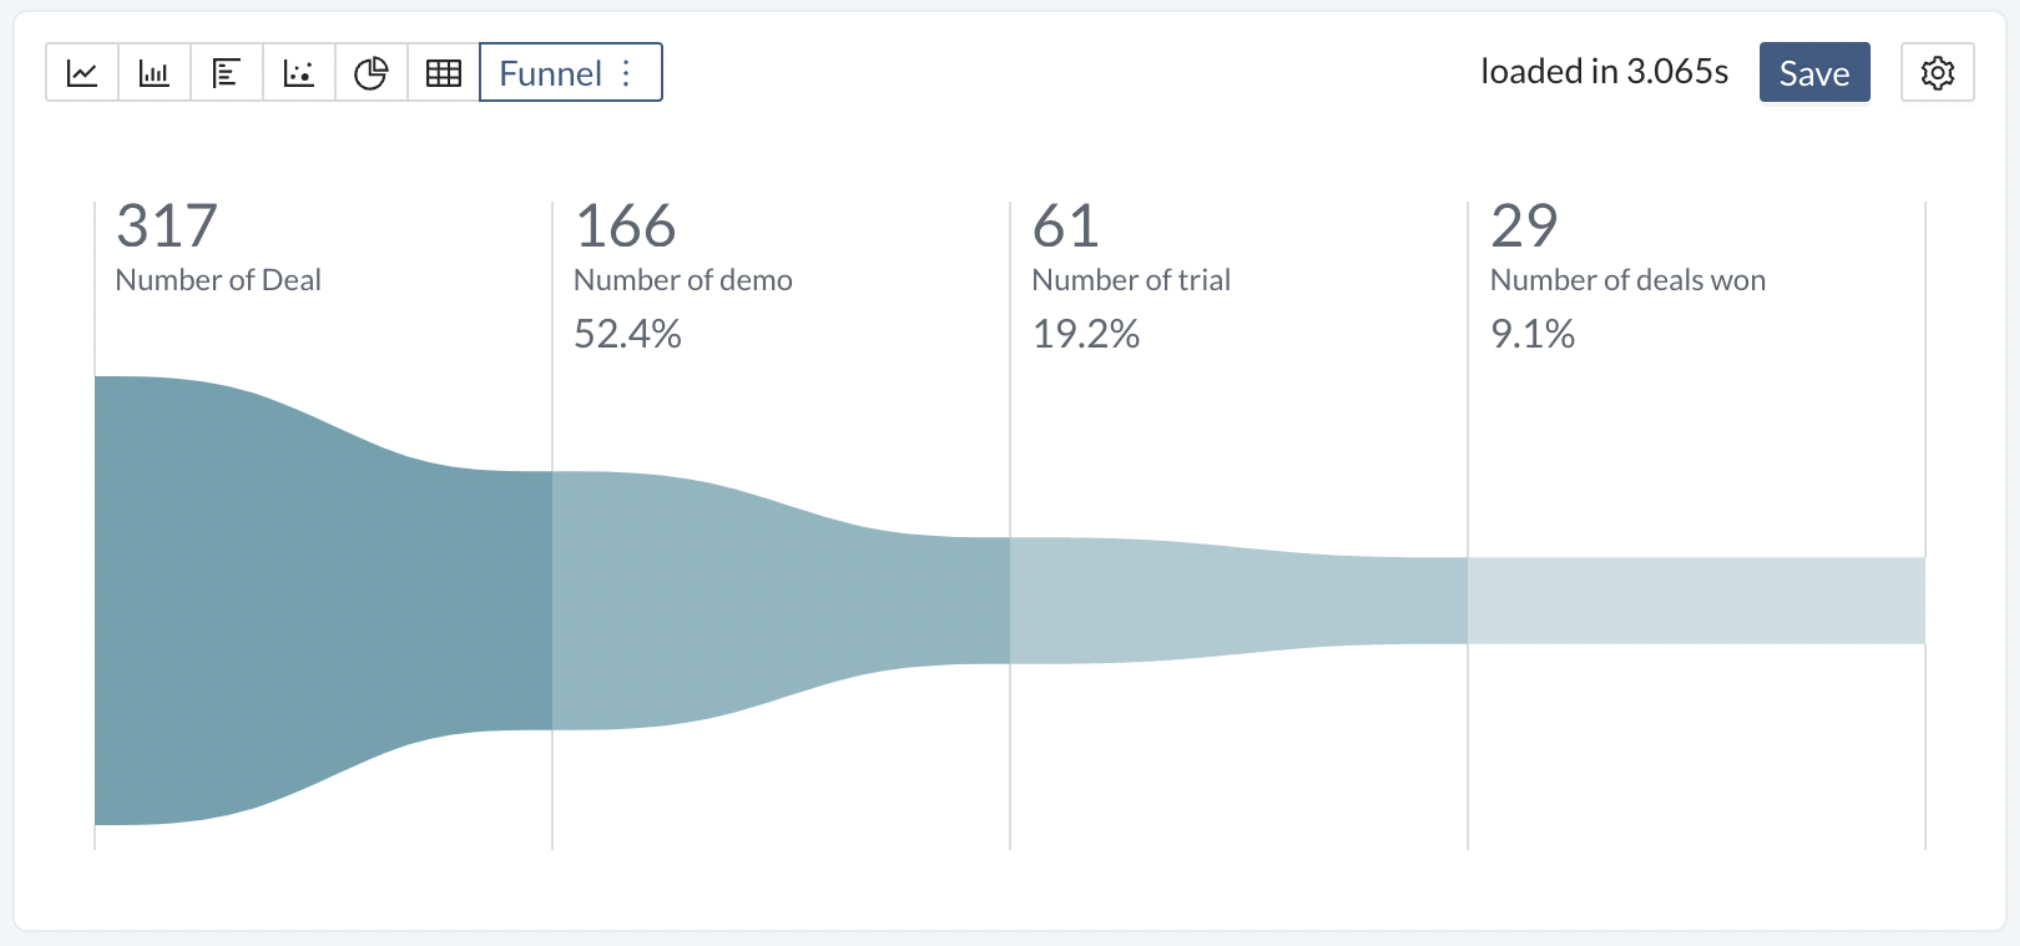 Funnel
loaded in 3.065s
Save
317
Number of Deal
166
Number of demo
52.4%
61
Number of trial
19.2%
29
Number of deals won
9.1%